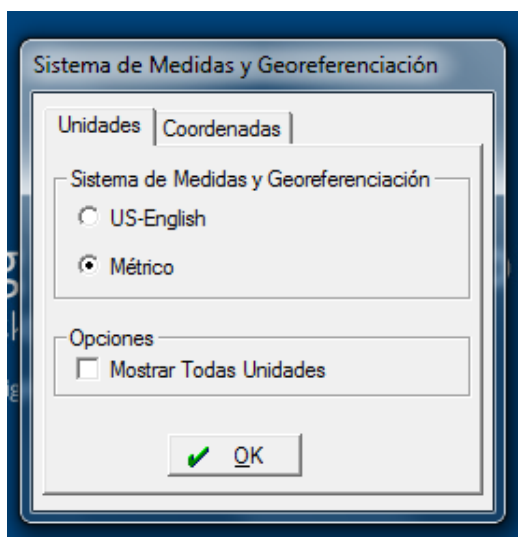 Sistema de Medidas y Georeferenciación
Unidades Coordenadas
Sistema de Medidas y Georeferenciación
US-English
Métrico
Opciones
Mostrar Todas Unidades
OK